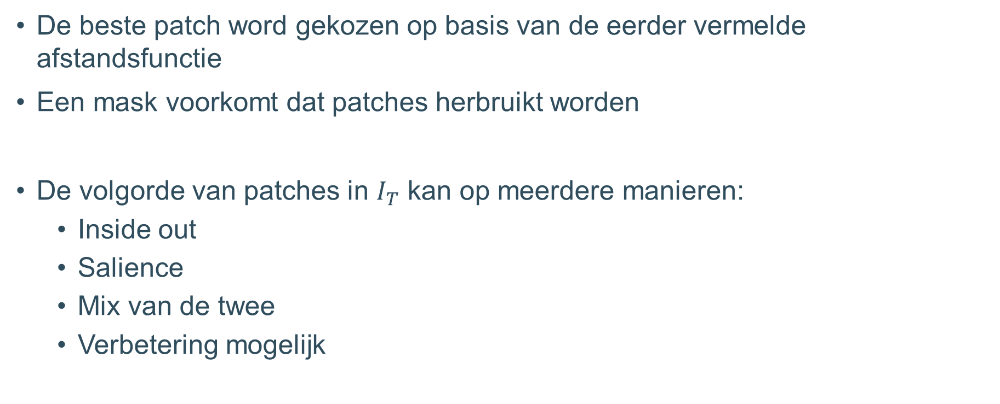 • De beste patch word gekozen op basis van de eerder vermelde
afstandsfunctie
• Een mask voorkomt dat patches herbruikt worden
• De volgorde van patches in I_T kan op meerdere manieren:
• Inside out
• Salience
• Mix van de twee
• Verbetering mogelijk